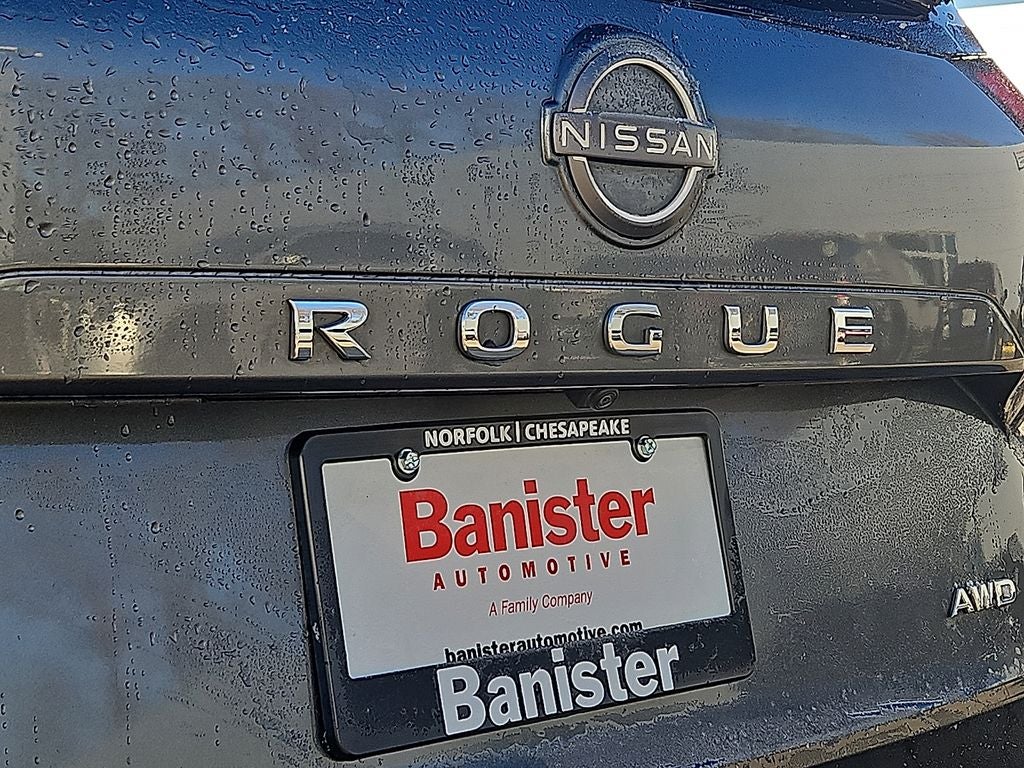 NISSAN
ROGUE
NORFOLK | CHESAPEAKE
Banister
AUTOMOTIVE
A Family Company
banisterautomotive.com
Banister
AWD